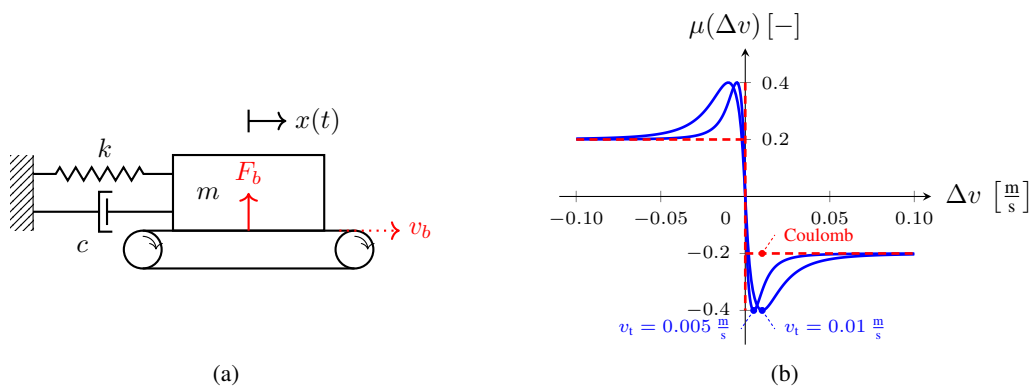 x(t)
k
F_b
m
v_b
c
(a)
μ(Δv) [−]
0.4
0.2
Δv [m/s]
−0.10
−0.05
0
0.05
0.10
Coulomb
−0.2
−0.4
v_t = 0.005 m/s
v_t = 0.01 m/s
(b)